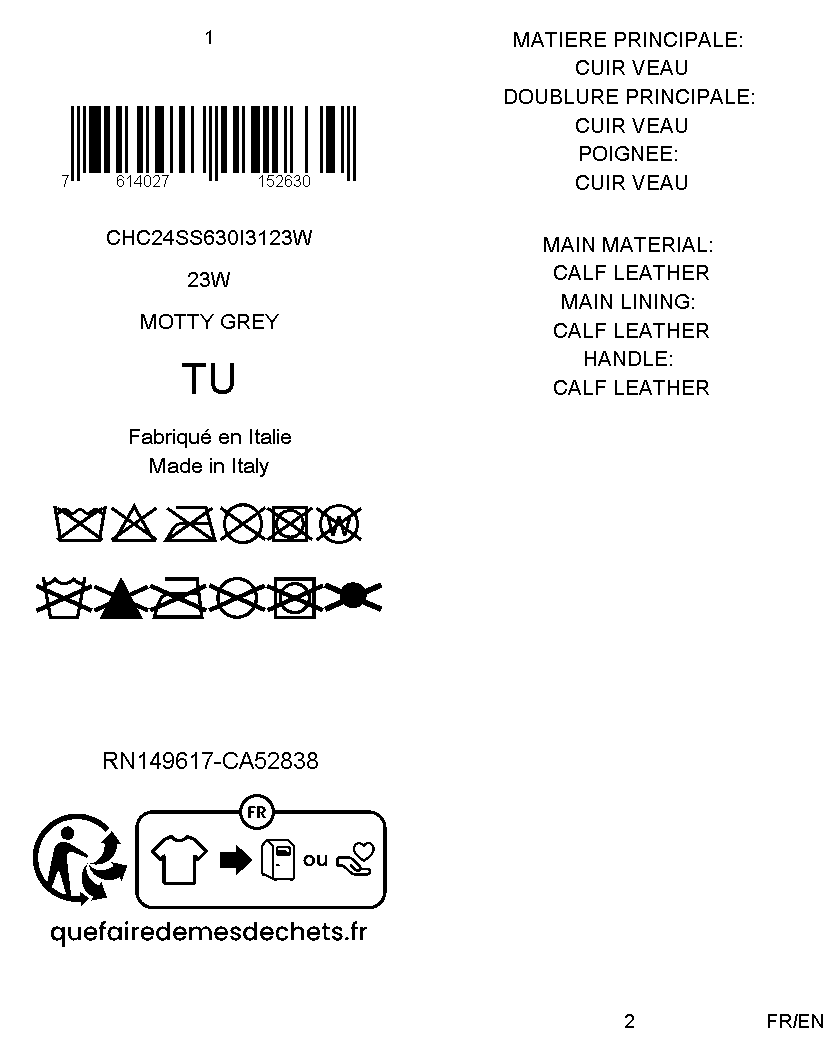 1
7 614027 152630
CHC24SS630I3123W
23W
MOTTY GREY
TU
Fabriqué en Italie
Made in Italy
W
RN149617-CA52838
FR
ou
quefairedemesdechets.fr
MATIERE PRINCIPALE:
CUIR VEAU
DOUBLURE PRINCIPALE:
CUIR VEAU
POIGNEE:
CUIR VEAU
MAIN MATERIAL:
CALF LEATHER
MAIN LINING:
CALF LEATHER
HANDLE:
CALF LEATHER
2
FR/EN